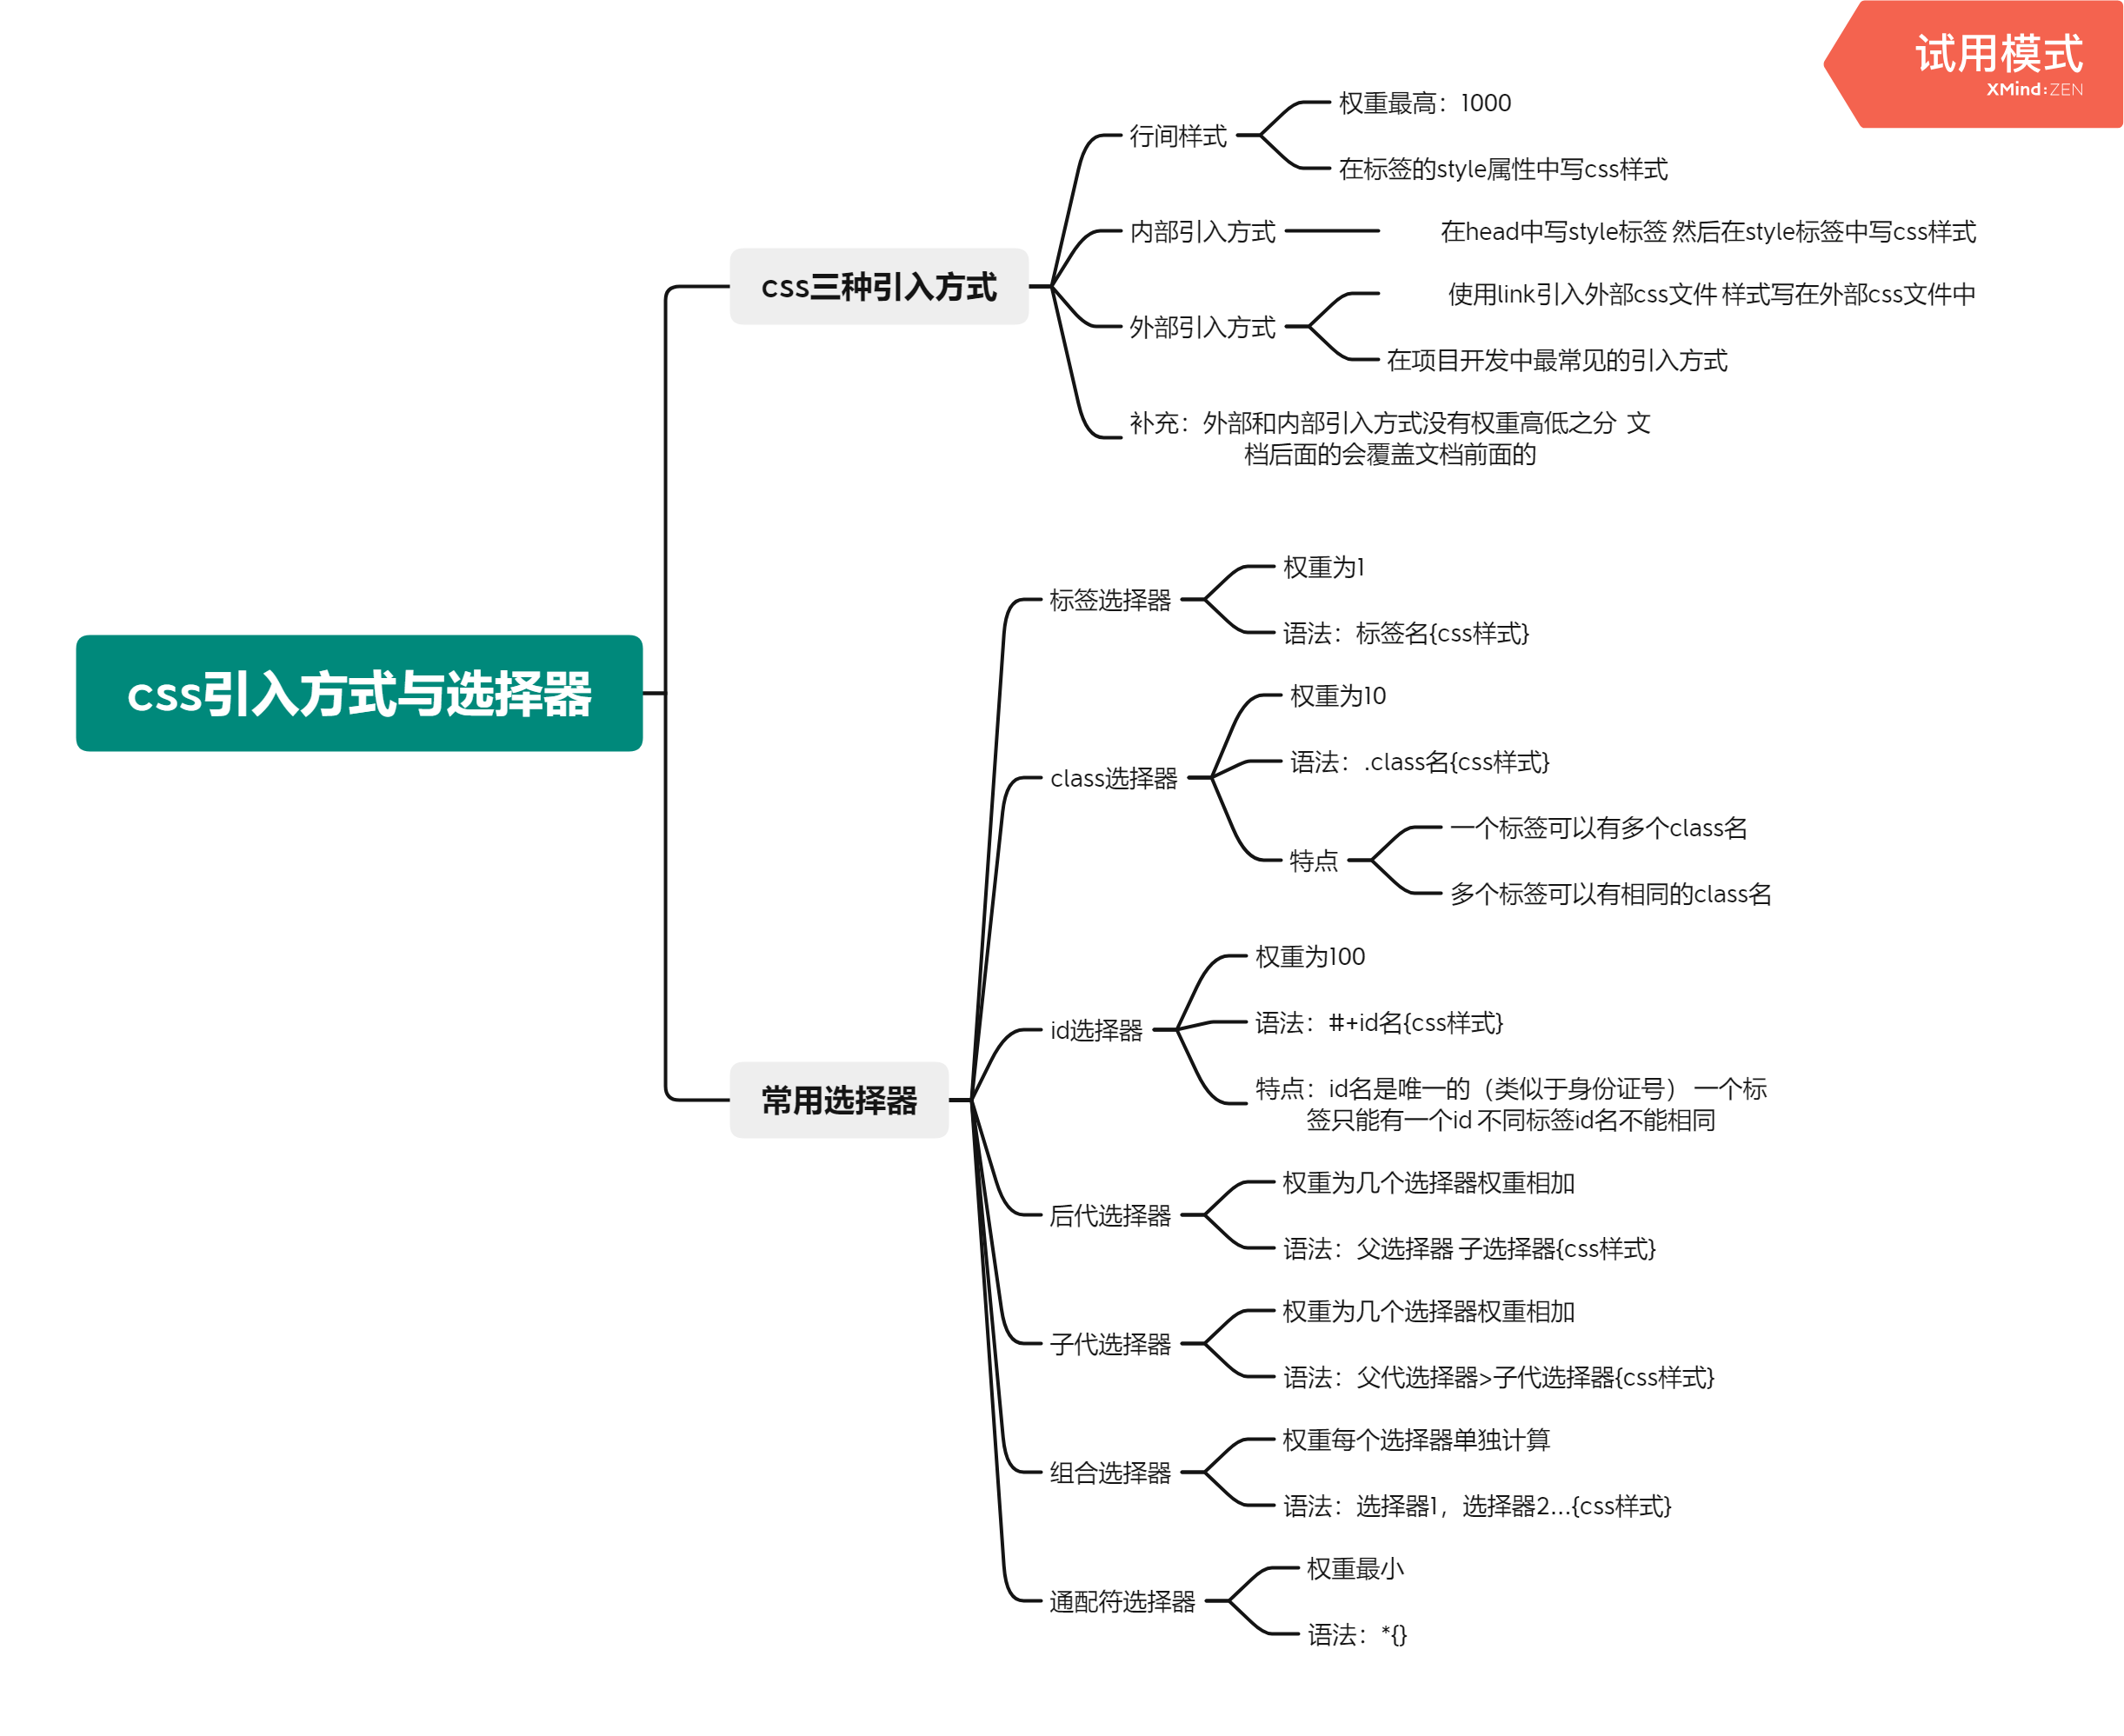 试用模式
XMind:ZEN
css引入方式与选择器
css三种引入方式
行间样式
权重最高：1000
在标签的style属性中写css样式
内部引入方式
在head中写style标签 然后在style标签中写css样式
外部引入方式
使用link引入外部css文件 样式写在外部css文件中
在项目开发中最常见的引入方式
补充：外部和内部引入方式没有权重高低之分 文
档后面的会覆盖文档前面的
常用选择器
标签选择器
权重为1
语法：标签名{css样式}
class选择器
权重为10
语法：.class名{css样式}
特点
一个标签可以有多个class名
多个标签可以有相同的class名
id选择器
权重为100
语法：#+id名{css样式}
特点：id名是唯一的（类似于身份证号） 一个标
签只能有一个id 不同标签id名不能相同
后代选择器
权重为几个选择器权重相加
语法：父选择器 子选择器{css样式}
子代选择器
权重为几个选择器权重相加
语法：父代选择器>子代选择器{css样式}
组合选择器
权重每个选择器单独计算
语法：选择器1，选择器2...{css样式}
通配符选择器
权重最小
语法：*{}